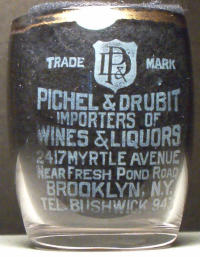 P&D
TRADE MARK
PICHEL & DRUBIT
IMPORTERS OF
WINES & LIQUORS
2417 MYRTLE AVENUE
NEAR FRESH POND ROAD
BROOKLYN, N.Y.
TEL. BUSHWICK